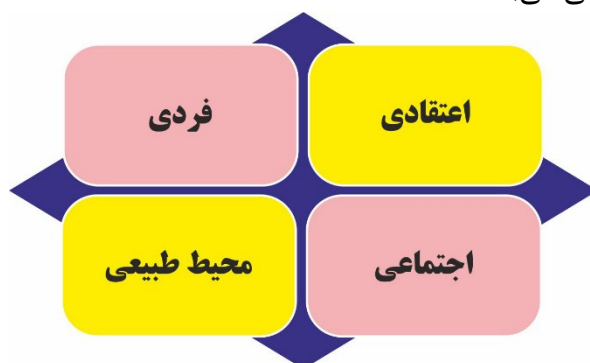 اعتقادی
فردی
اجتماعی
محیط طبیعی